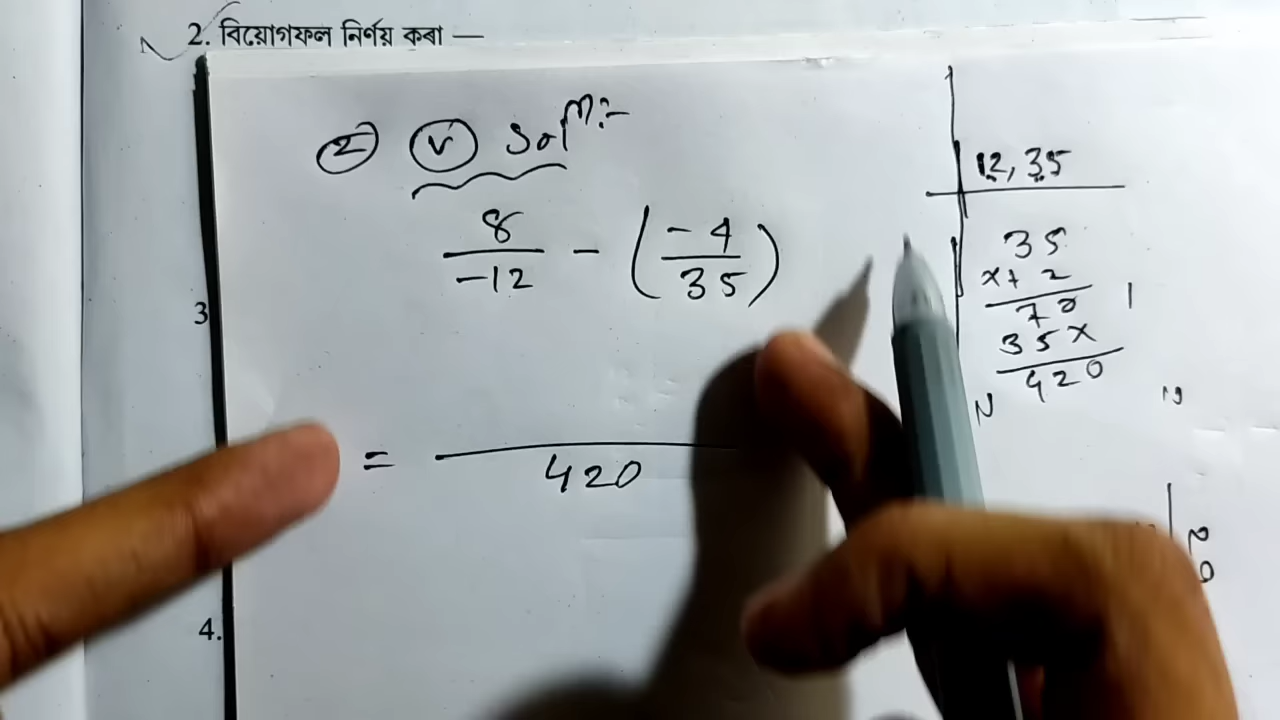 2. বিয়োগফল নিৰ্ণয় কৰা —
② ⓥ Solⁿ:-
8/-12 - (-4/35)
= /420
3
4.
12, 35
35
x+ 2
70
35x
420